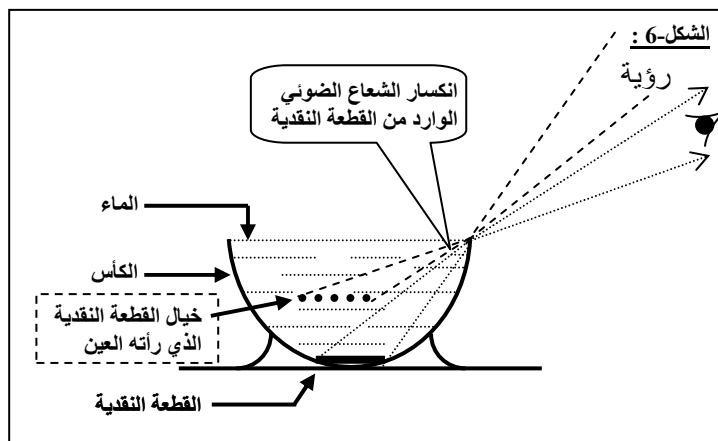 الشكل-6 :
رؤية
انكسار الشعاع الضوئي
الوارد من القطعة النقدية
الماء
الكأس
خيال القطعة النقدية
الذي رأته العين
القطعة النقدية